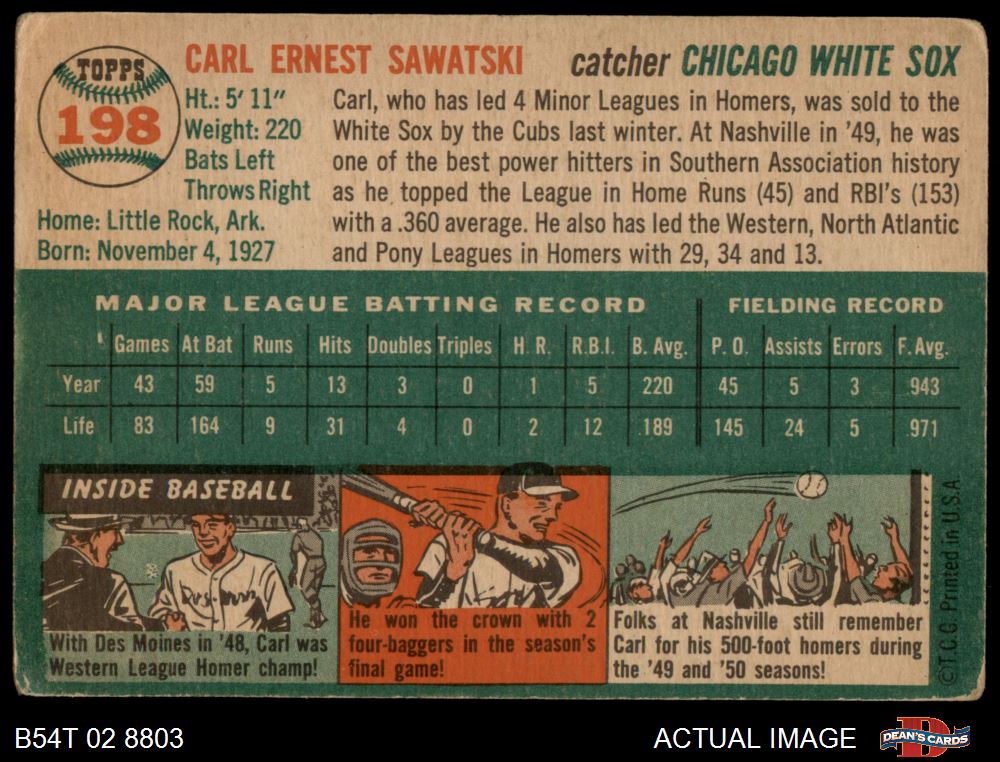 TOPPS
198
CARL ERNEST SAWATSKI catcher CHICAGO WHITE SOX
Ht.: 5' 11"
Weight: 220
Bats Left
Throws Right
Home: Little Rock, Ark.
Born: November 4, 1927
Carl, who has led 4 Minor Leagues in Homers, was sold to the
White Sox by the Cubs last winter. At Nashville in '49, he was
one of the best power hitters in Southern Association history
as he topped the League in Home Runs (45) and RBI's (153)
with a .360 average. He also has led the Western, North Atlantic
and Pony Leagues in Homers with 29, 34 and 13.
MAJOR LEAGUE BATTING RECORD FIELDING RECORD
Games At Bat Runs Hits Doubles Triples H.R. R.B.I. B. Avg. P.O. Assists Errors F. Avg.
Year 43 59 5 13 3 0 1 5 .220 45 5 3 .943
Life 83 164 9 31 4 0 2 12 .189 145 24 5 .971
INSIDE BASEBALL
With Des Moines in '48, Carl was
Western League Homer champ!
He won the crown with 2
four-baggers in the season's
final game!
Folks at Nashville still remember
Carl for his 500-foot homers during
the '49 and '50 seasons!
©T.C.G. Printed in U.S.A.
B54T 02 8803 ACTUAL IMAGE
DEAN'S CARDS